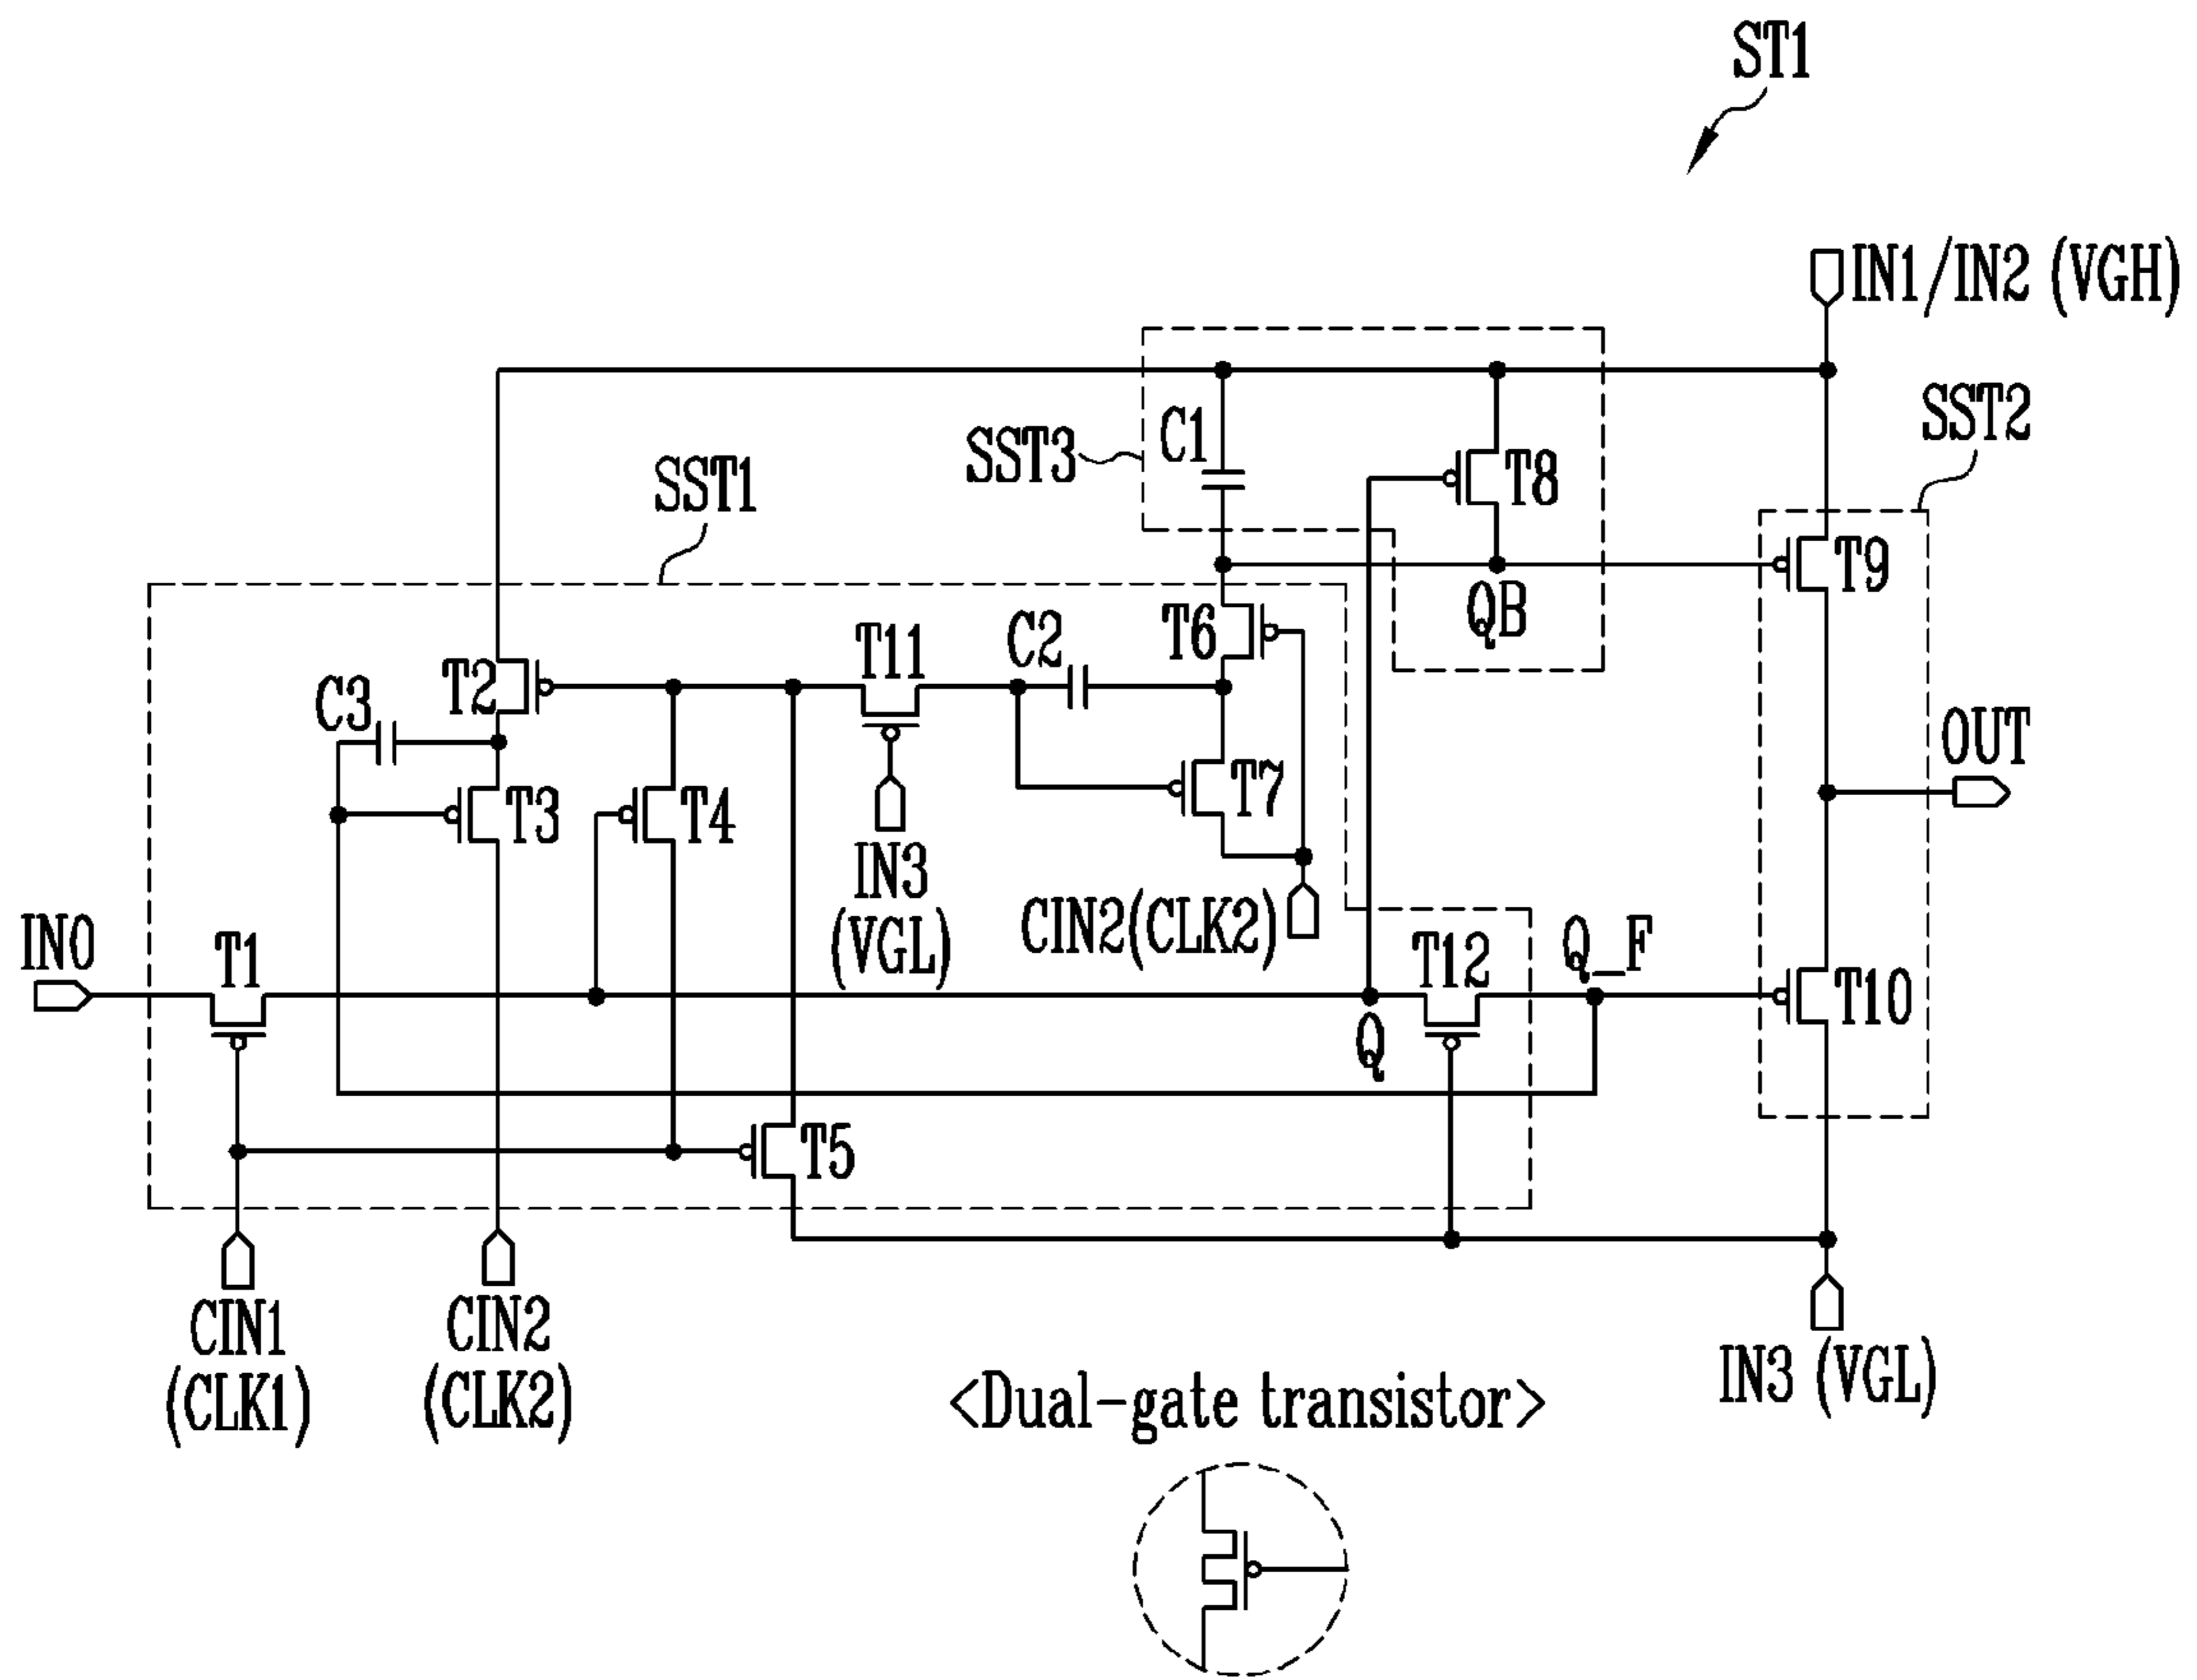 ST1
IN1/IN2 (VGH)
SST2
C1
SST3
T8
SST1
T9
QB
T6
T11
C2
T2
C3
OUT
T7
T3
T4
IN3
(VGL)
CIN2(CLK2)
IN0
T1
T12
Q_F
T10
Q
T5
CIN1
(CLK1)
CIN2
(CLK2)
IN3 (VGL)
<Dual-gate transistor>